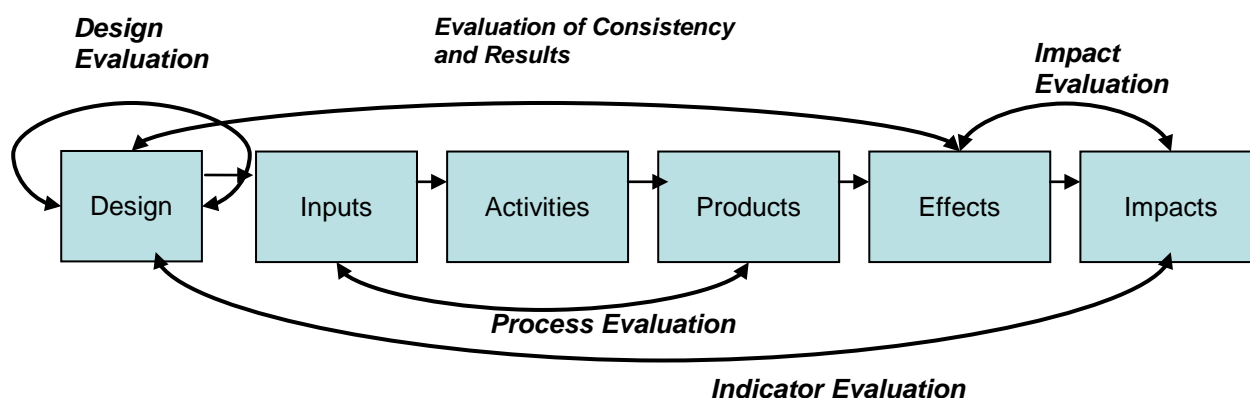 Design
Evaluation
Evaluation of Consistency
and Results
Impact
Evaluation
Design
Inputs
Activities
Products
Effects
Impacts
Process Evaluation
Indicator Evaluation